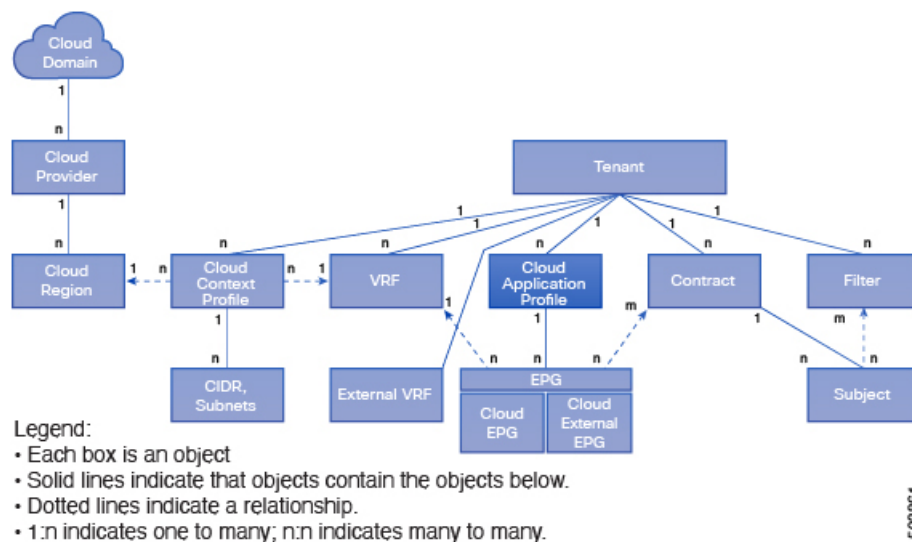 Cloud
Domain
1
n
Cloud
Provider
Tenant
1
1
1
1
1
1
n
n
n
n
n
n
Cloud
Region
1
n
Cloud
Context
Profile
n
1
VRF
Cloud
Application
Profile
Contract
Filter
1
1
1
m
1
m
n
n
n
n
n
n
CIDR,
Subnets
External VRF
EPG
Cloud
EPG
Cloud
External
EPG
Subject
Legend:
• Each box is an object
• Solid lines indicate that objects contain the objects below.
• Dotted lines indicate a relationship.
• 1:n indicates one to many; n:n indicates many to many.